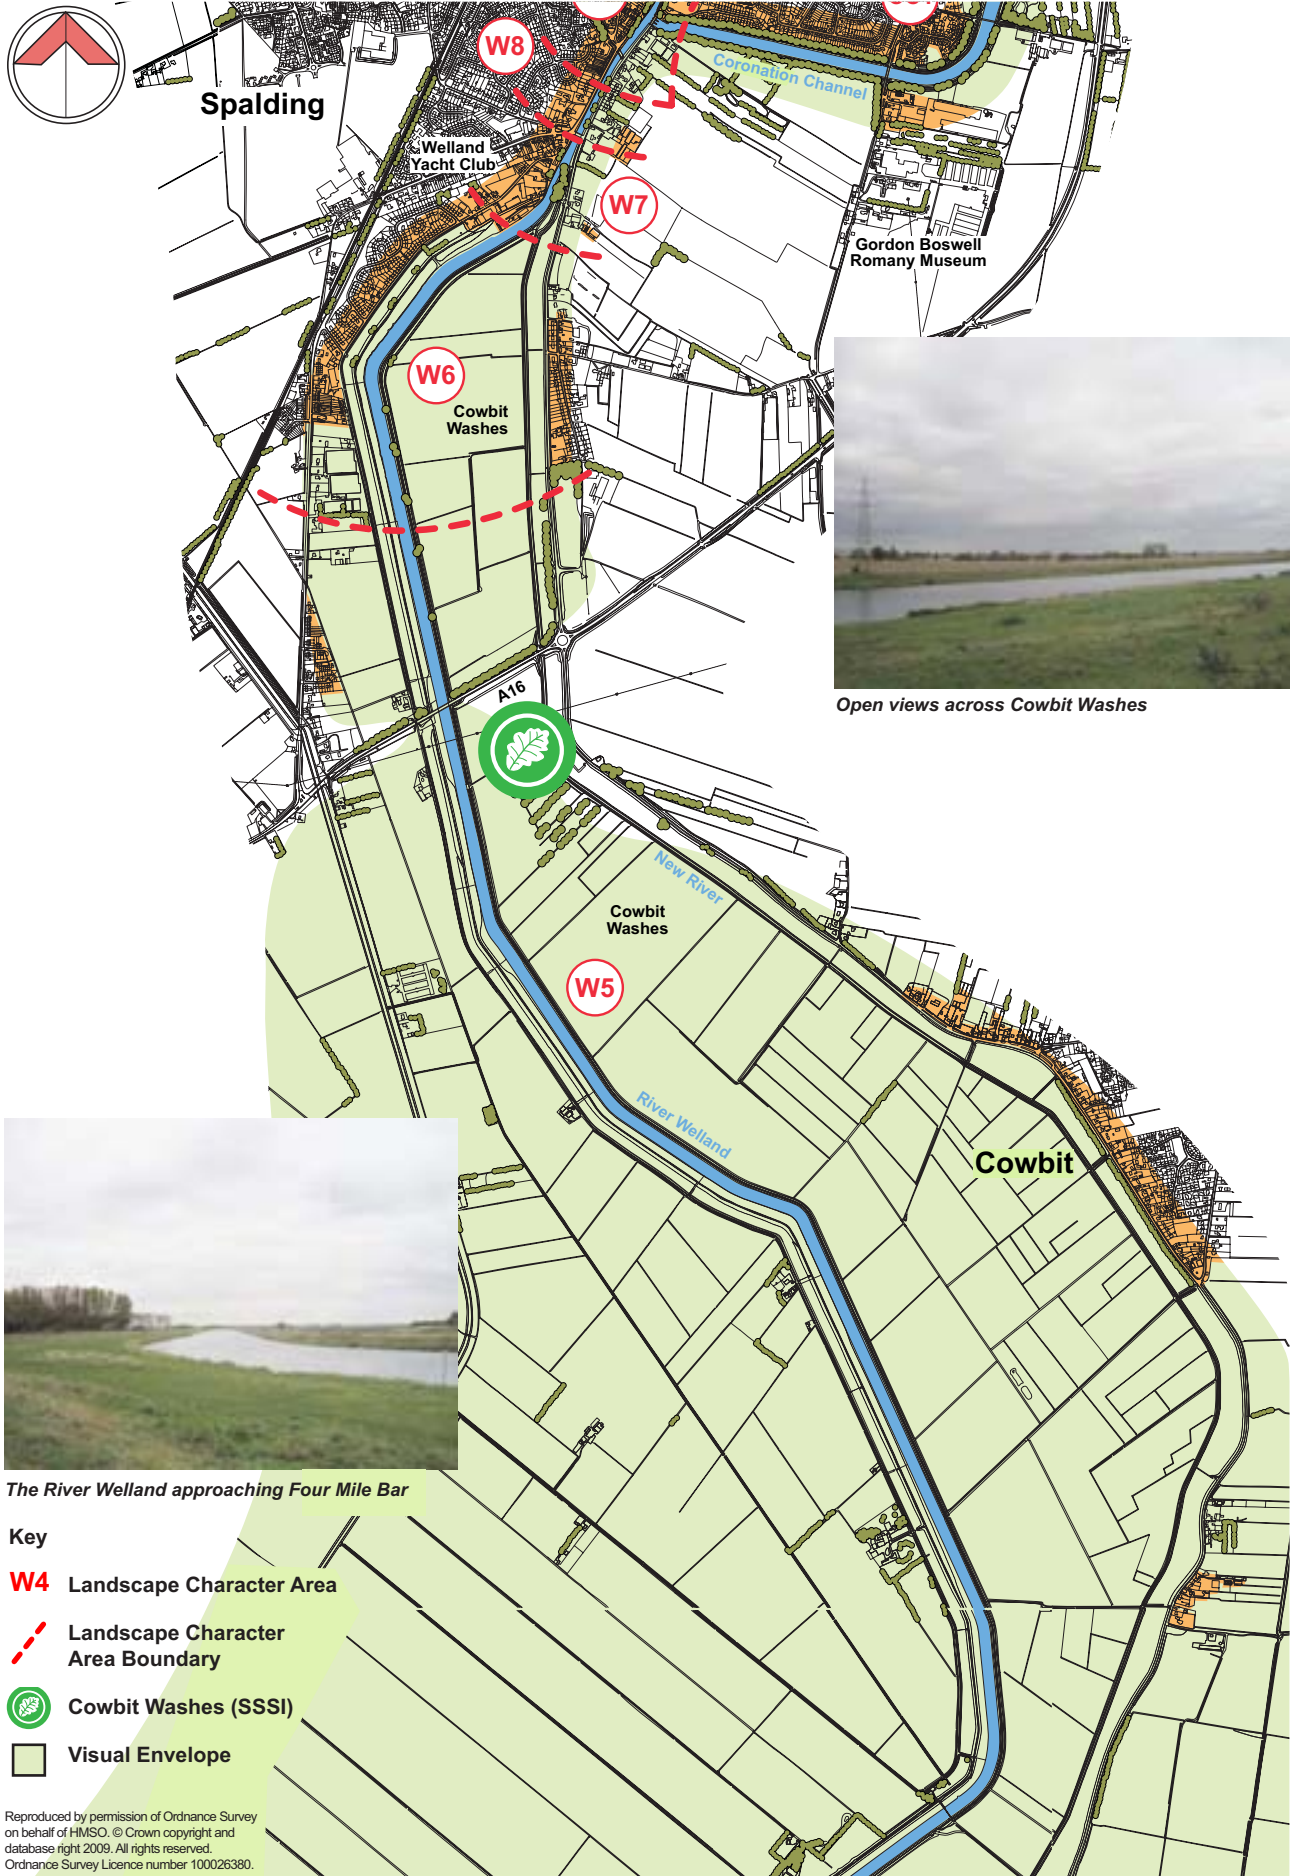 W8
Coronation Channel
Spalding
Welland
Yacht Club
W7
Gordon Boswell
Romany Museum
W6
Cowbit
Washes
A16
Open views across Cowbit Washes
New River
Cowbit
Washes
W5
River Welland
Cowbit
The River Welland approaching Four Mile Bar
Key
W4 Landscape Character Area
Landscape Character
Area Boundary
Cowbit Washes (SSSI)
Visual Envelope
Reproduced by permission of Ordnance Survey
on behalf of HMSO. © Crown copyright and
database right 2009. All rights reserved.
Ordnance Survey Licence number 100026380.